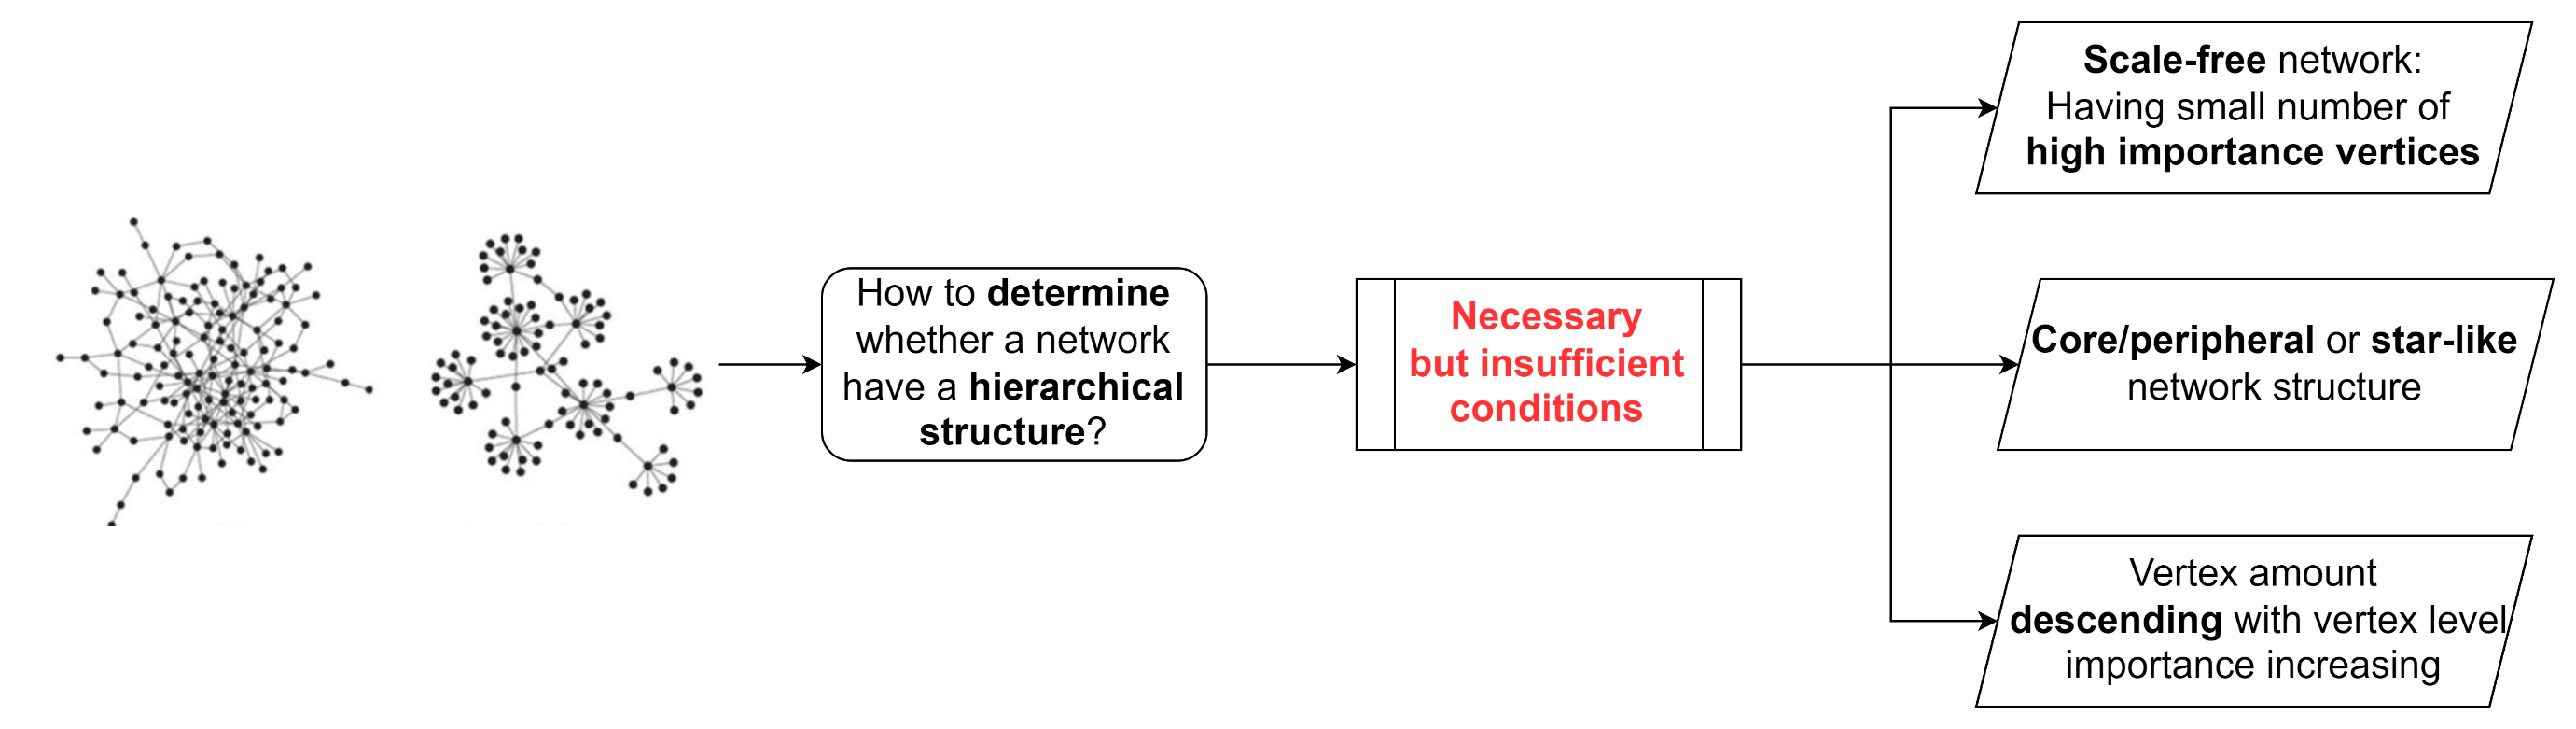 How to determine
whether a network
have a hierarchical
structure?
Necessary
but insufficient
conditions
Scale-free network:
Having small number of
high importance vertices
Core/peripheral or star-like
network structure
Vertex amount
descending with vertex level
importance increasing